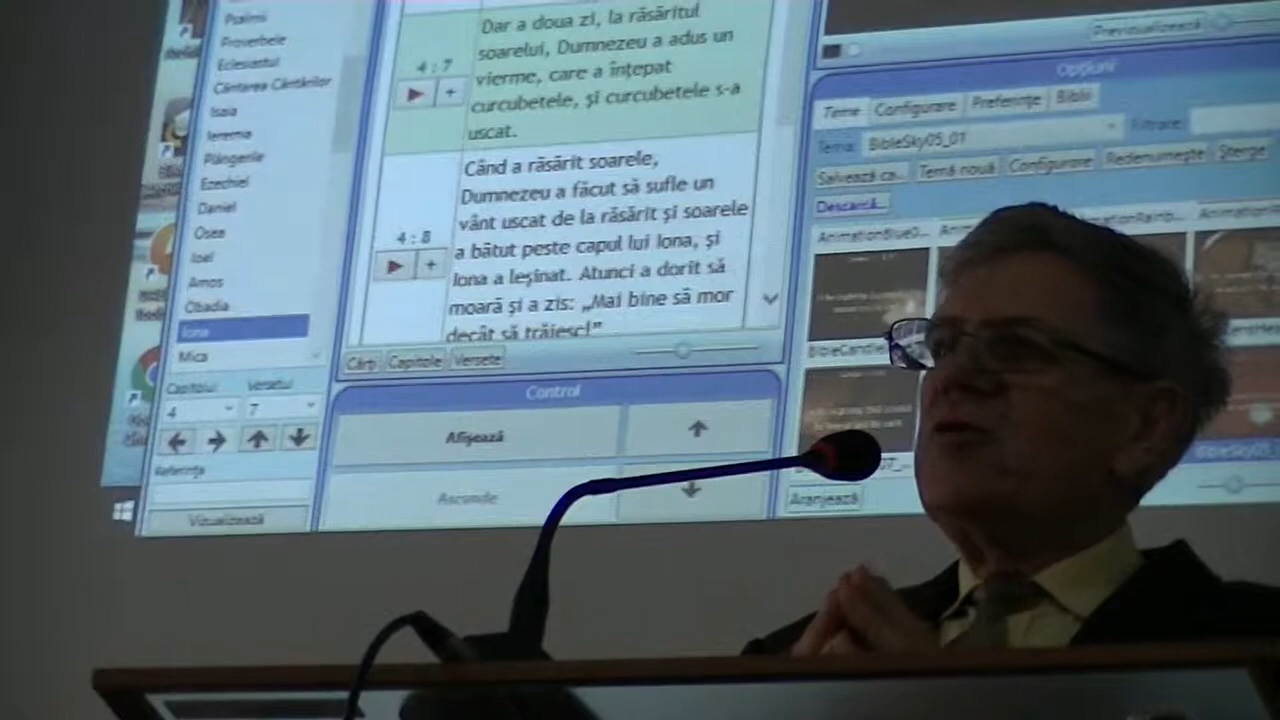 Psalmii
Proverbele
Eclesiastul
Cântarea Cântărilor
Isaia
Ieremia
Plângerile
Ezechiel
Daniel
Osea
Ioel
Amos
Obadia
Iona
Mica
Capitolul
Versetul
4
7
Referința
Vizualizează
4 : 7
Dar a doua zi, la răsăritul
soarelui, Dumnezeu a adus un
vierme, care a înțepat
curcubetele, și curcubetele s-a
uscat.
4 : 8
Când a răsărit soarele,
Dumnezeu a făcut să sufle un
vânt uscat de la răsărit și soarele
a bătut peste capul lui Iona, și
Iona a leșinat. Atunci a dorit să
moară și a zis: „Mai bine să mor
decât să trăiesc!”
Cărți
Capitole
Versete
Control
Afișează
Ascunde
Previzualizează
Opțiuni
Teme
Configurare
Preferințe
Biblii
Tema:
BibleSky05_01
Filtrare:
Salvează ca...
Temă nouă
Configurare
Redenumește
Șterge
Descarcă...
Aranjează